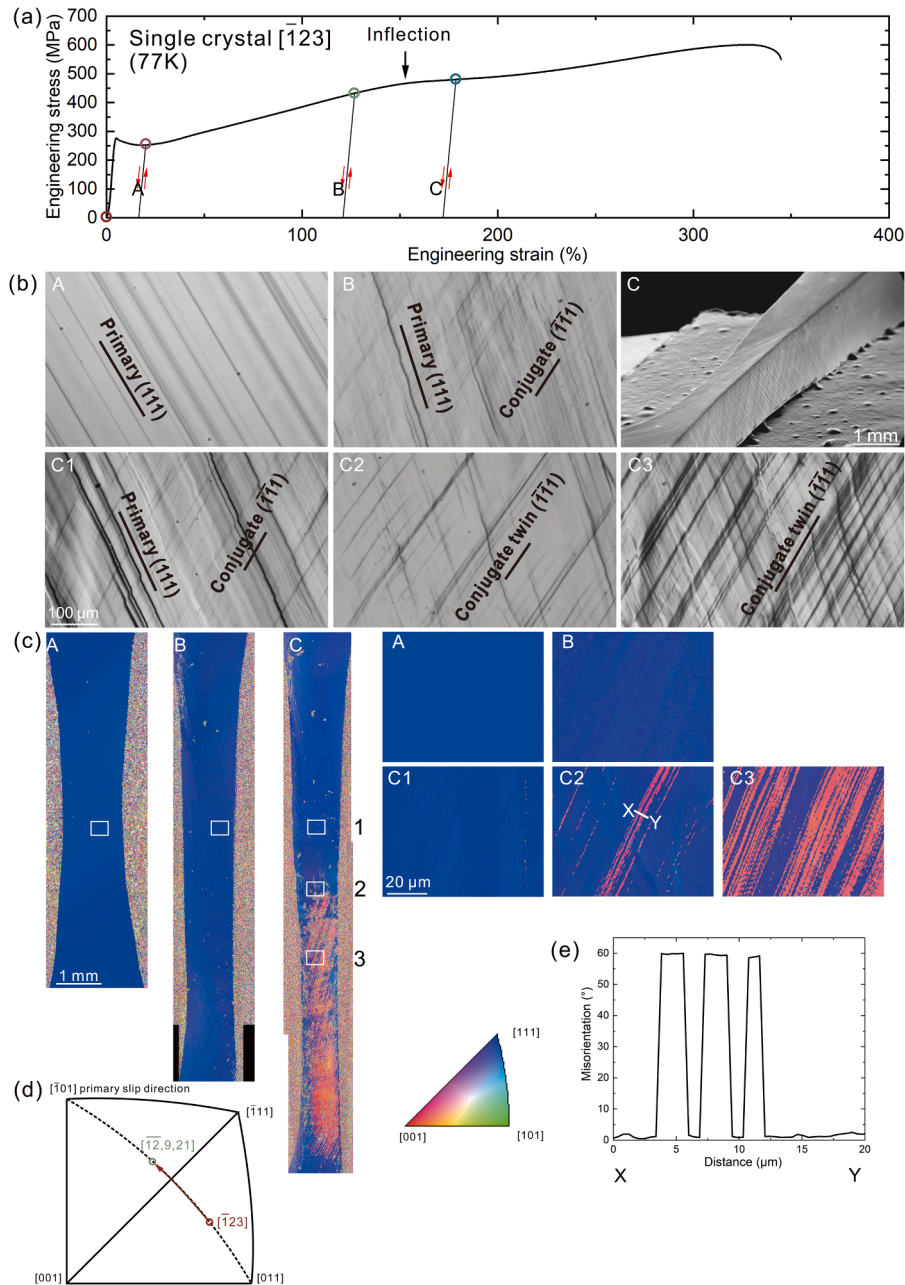 (a)
Engineering stress (MPa)
700
600
500
400
300
200
100
0
Single crystal [1̄23]
(77K)
Inflection
A
B
C
0
100
200
300
400
Engineering strain (%)
(b)
A
Primary (111)
B
Primary (111)
Conjugate (1̄1̄1)
C
1 mm
C1
Primary (111)
Conjugate (1̄1̄1)
100 µm
C2
Conjugate twin (1̄1̄1)
C3
Conjugate twin (1̄1̄1)
(c)
A
1 mm
B
C
1
2
3
A
B
C1
20 µm
C2
X
Y
C3
[111]
[001]
[101]
(d)
[1̄01] primary slip direction
[1̄2̄,9,21]
[1̄11]
[1̄23]
[001]
[011]
(e)
Misorientation (°)
60
50
40
30
20
10
0
0
5
10
15
20
Distance (µm)
X
Y